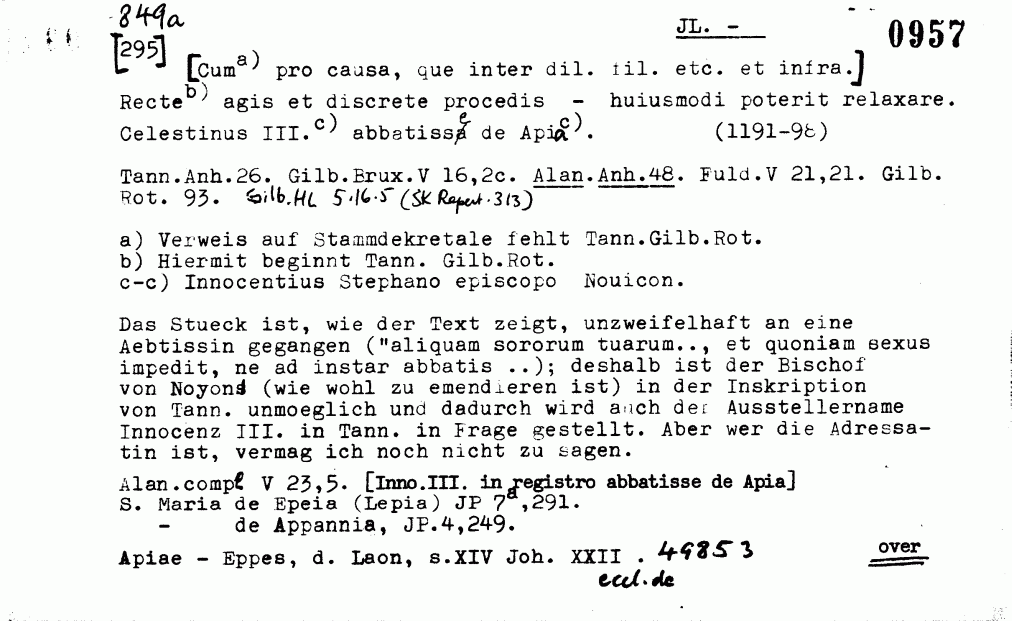 849a
JL. -
0957
[295]
[Cum a) pro causa, que inter dil. fil. etc. et infra.]
Recte b) agis et discrete procedis - huiusmodi poterit relaxare.
Celestinus III. c) abbatisse de Apia c). (1191-98)
Tann.Anh.26. Gilb.Brux.V 16,2c. Alan.Anh.48. Fuld.V 21,21. Gilb.
Rot. 93. Gilb.HL 5.16.5 (SK Repert. 313)
a) Verweis auf Stammdekretale fehlt Tann.Gilb.Rot.
b) Hiermit beginnt Tann. Gilb.Rot.
c-c) Innocentius Stephano episcopo Nouicon.
Das Stueck ist, wie der Text zeigt, unzweifelhaft an eine
Aebtissin gegangen ("aliquam sororum tuarum.., et quoniam sexus
impedit, ne ad instar abbatis ..); deshalb ist der Bischof
von Noyon (wie wohl zu emendieren ist) in der Inskription
von Tann. unmoeglich und dadurch wird auch der Ausstellername
Innocenz III. in Tann. in Frage gestellt. Aber wer die Adressa-
tin ist, vermag ich noch nicht zu sagen.
Alan.compl V 23,5. [Inno.III. in registro abbatisse de Apia]
S. Maria de Epeia (Lepia) JP 7a,291.
- de Appannia, JP.4,249.
Apiae - Eppes, d. Laon, s.XIV Joh. XXII . 49853
over
eccl. de